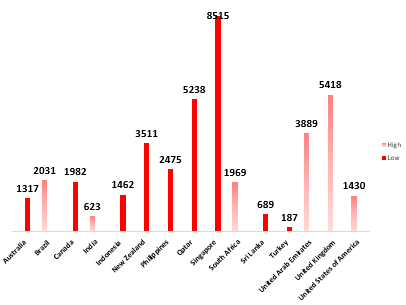 8515
5238
5418
3889
3511
2475
2031
1982
1969
1317
1462
1430
623
689
187
High
Low
Australia
Brazil
Canada
India
Indonesia
New Zealand
Philippines
Qatar
Singapore
South Africa
Sri Lanka
Turkey
United Arab Emirates
United Kingdom
United States of America